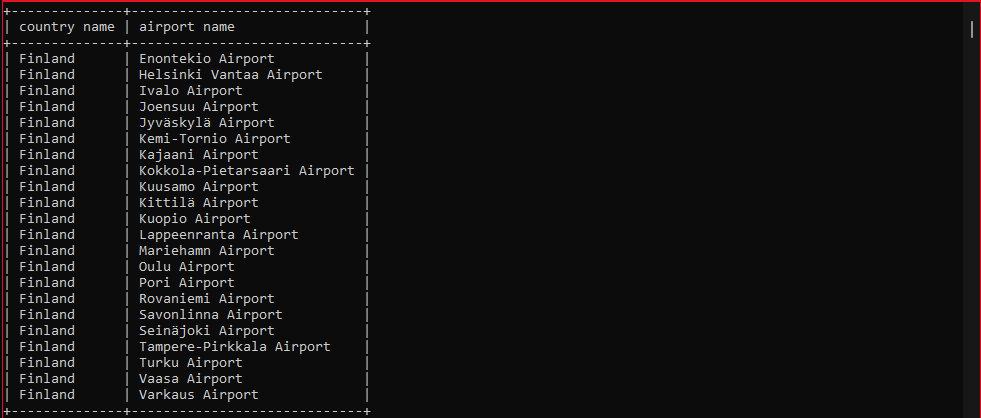 +--------------+-----------------------------+
| country name | airport name                |
+--------------+-----------------------------+
| Finland      | Enontekio Airport           |
| Finland      | Helsinki Vantaa Airport     |
| Finland      | Ivalo Airport               |
| Finland      | Joensuu Airport             |
| Finland      | Jyväskylä Airport           |
| Finland      | Kemi-Tornio Airport         |
| Finland      | Kajaani Airport             |
| Finland      | Kokkola-Pietarsaari Airport |
| Finland      | Kuusamo Airport             |
| Finland      | Kittilä Airport             |
| Finland      | Kuopio Airport              |
| Finland      | Lappeenranta Airport        |
| Finland      | Mariehamn Airport           |
| Finland      | Oulu Airport                |
| Finland      | Pori Airport                |
| Finland      | Rovaniemi Airport           |
| Finland      | Savonlinna Airport          |
| Finland      | Seinäjoki Airport           |
| Finland      | Tampere-Pirkkala Airport    |
| Finland      | Turku Airport               |
| Finland      | Vaasa Airport               |
| Finland      | Varkaus Airport             |
+--------------+-----------------------------+